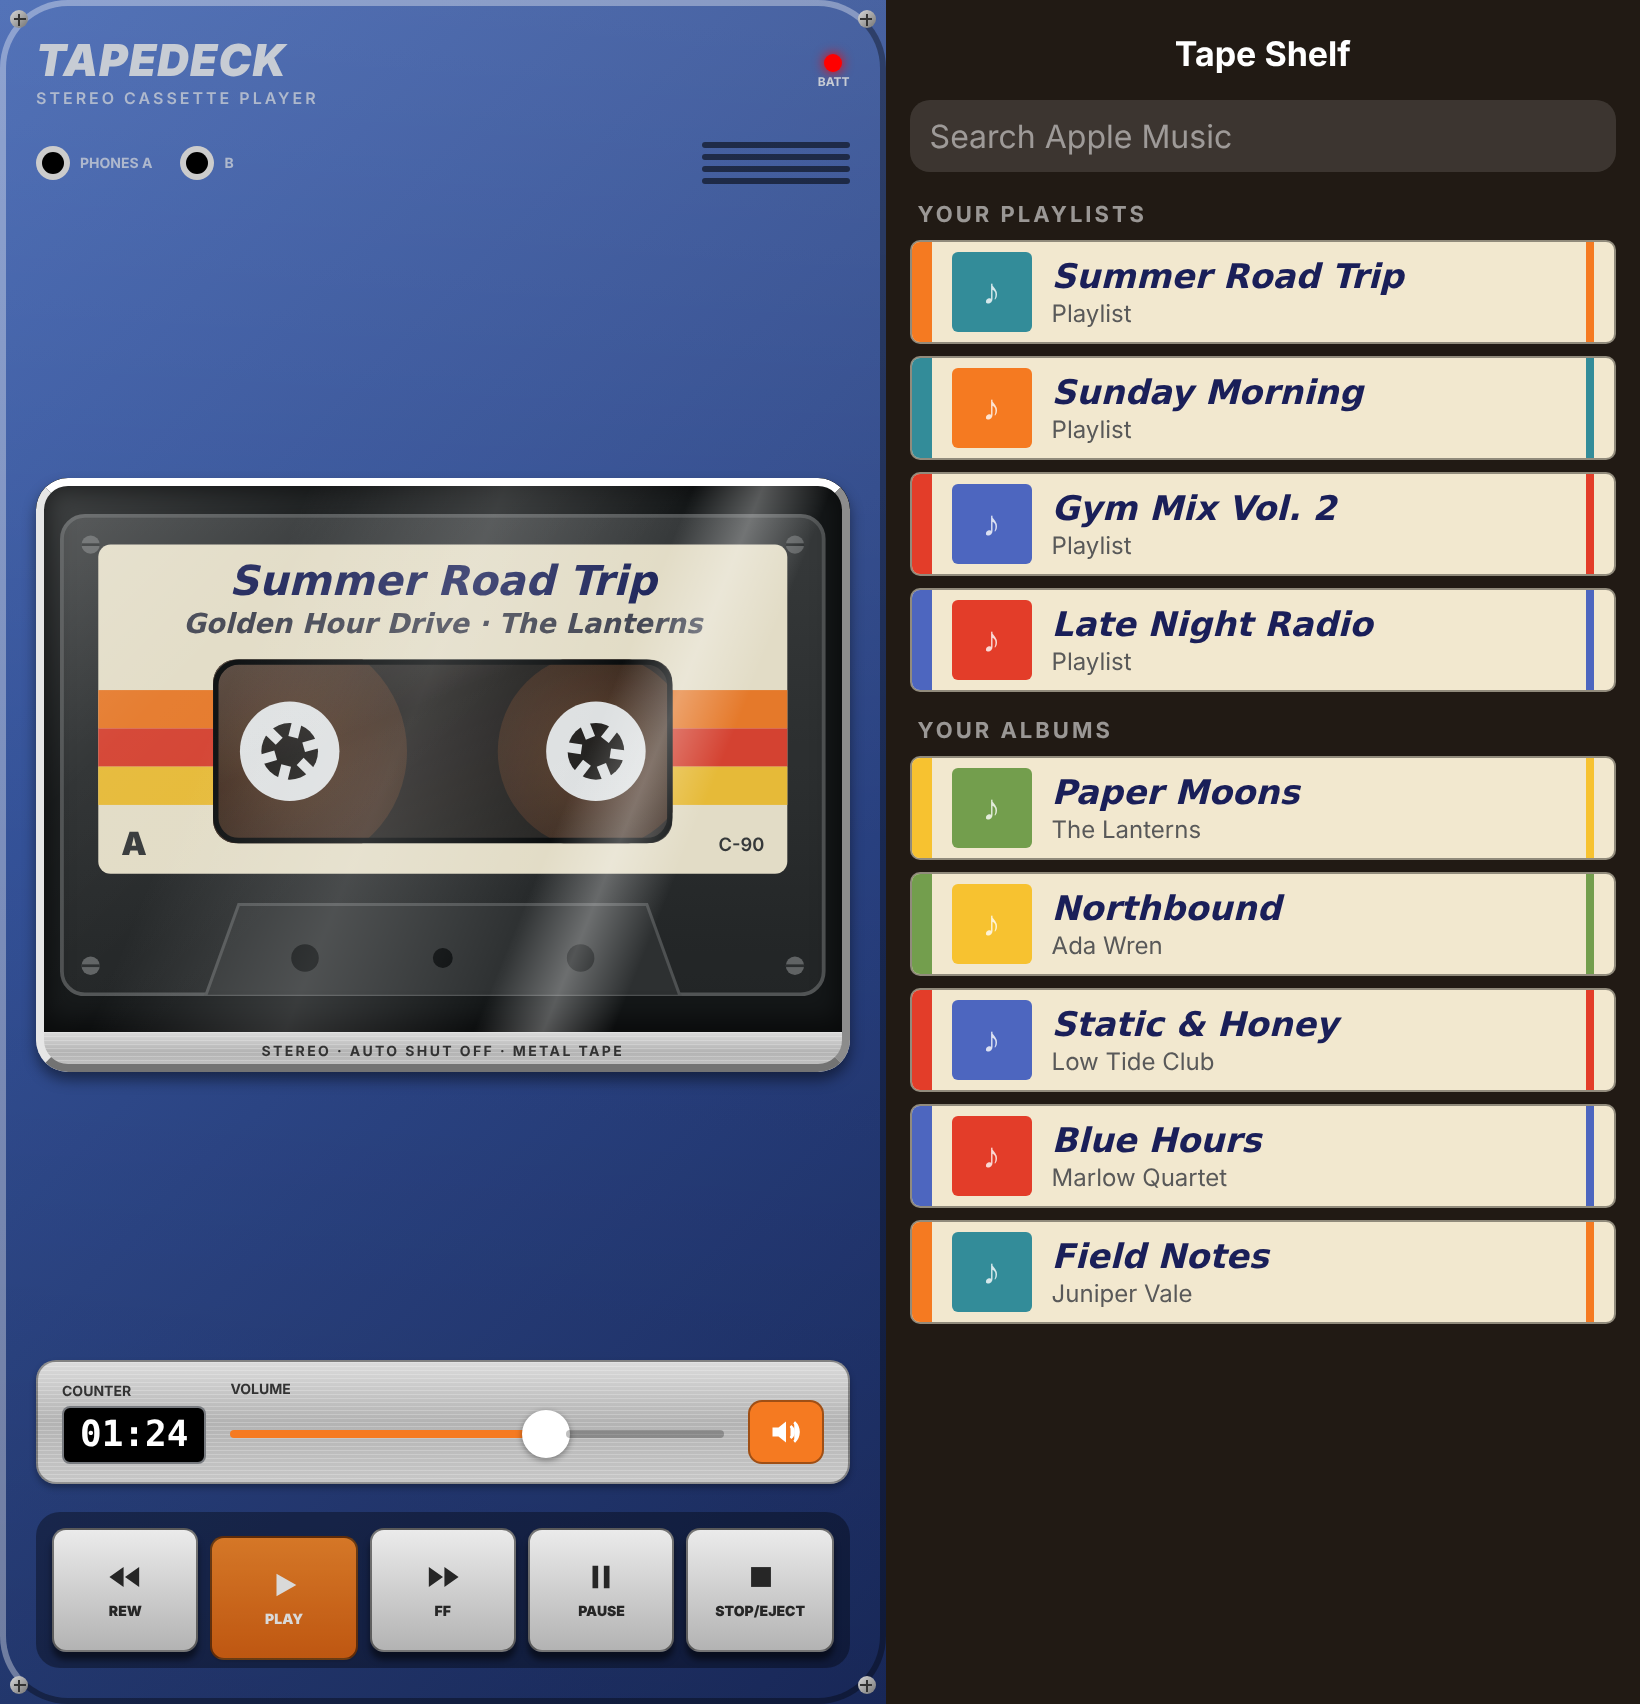 TAPEDECK
STEREO CASSETTE PLAYER
BATT
PHONES A
B
Summer Road Trip
Golden Hour Drive · The Lanterns
A
C-90
STEREO · AUTO SHUT OFF · METAL TAPE
COUNTER
VOLUME
01:24
REW
PLAY
FF
PAUSE
STOP/EJECT
Tape Shelf
Search Apple Music
YOUR PLAYLISTS
Summer Road Trip
Playlist
Sunday Morning
Playlist
Gym Mix Vol. 2
Playlist
Late Night Radio
Playlist
YOUR ALBUMS
Paper Moons
The Lanterns
Northbound
Ada Wren
Static & Honey
Low Tide Club
Blue Hours
Marlow Quartet
Field Notes
Juniper Vale